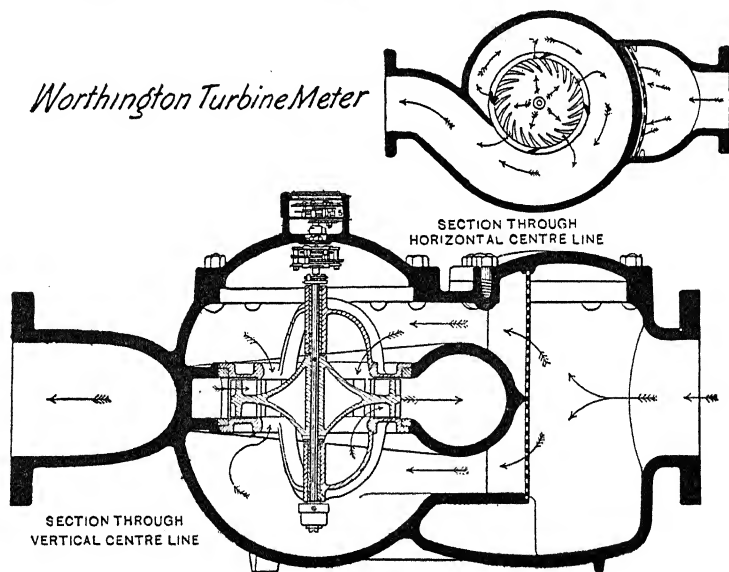 Worthington Turbine Meter
SECTION THROUGH
HORIZONTAL CENTRE LINE
SECTION THROUGH
VERTICAL CENTRE LINE